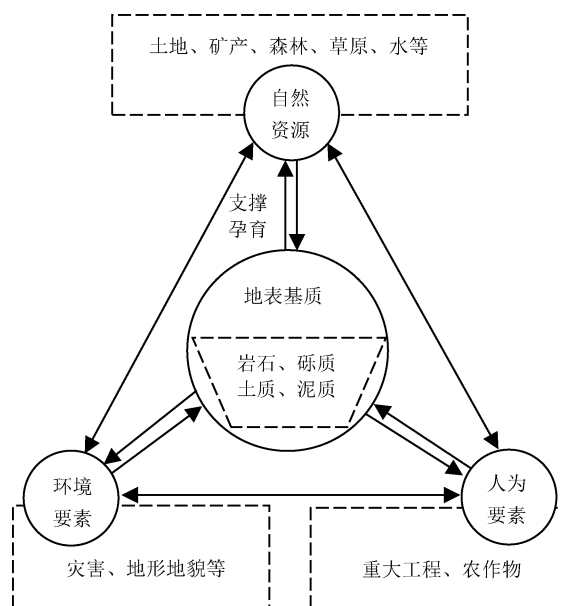 土地、矿产、森林、草原、水等
自然
资源
支撑
孕育
地表基质
岩石、砾质
土质、泥质
环境
要素
人为
要素
灾害、地形地貌等
重大工程、农作物